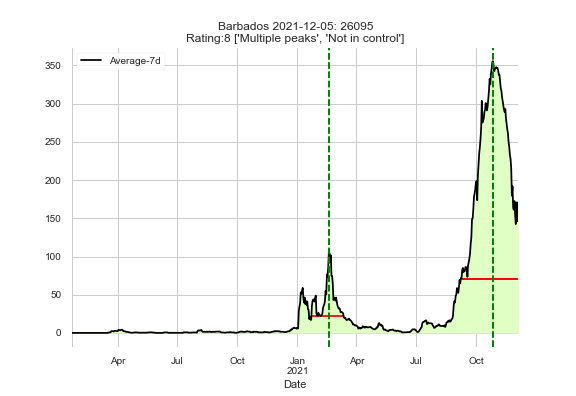 Barbados 2021-12-05: 26095
Rating:8 ['Multiple peaks', 'Not in control']
Average-7d
350
300
250
200
150
100
50
0
Apr Jul Oct Jan Apr Jul Oct
2021
Date